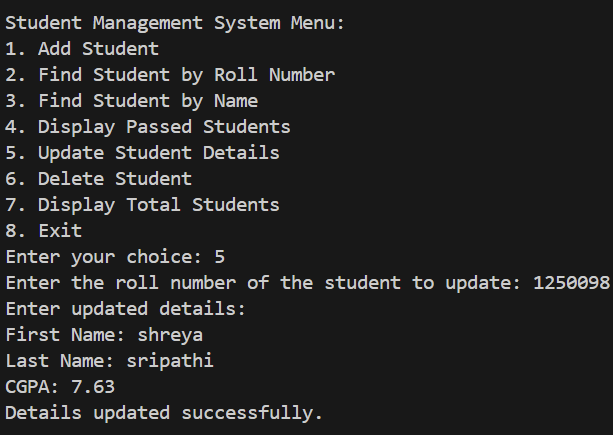 Student Management System Menu:
1. Add Student
2. Find Student by Roll Number
3. Find Student by Name
4. Display Passed Students
5. Update Student Details
6. Delete Student
7. Display Total Students
8. Exit
Enter your choice: 5
Enter the roll number of the student to update: 1250098
Enter updated details:
First Name: shreya
Last Name: sripathi
CGPA: 7.63
Details updated successfully.